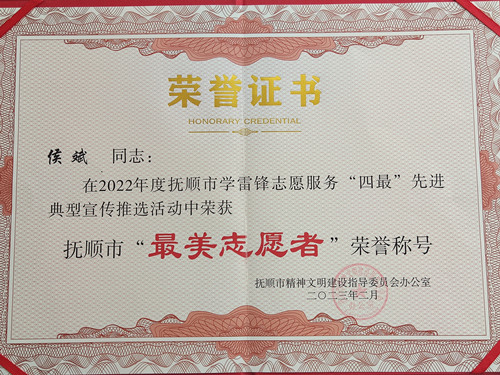 荣誉证书
HONORARY CREDENTIAL
侯斌 同志：
在2022年度抚顺市学雷锋志愿服务“四最”先进
典型宣传推选活动中荣获
抚顺市“最美志愿者”荣誉称号
抚顺市精神文明建设指导委员会办公室
二〇二三年二月